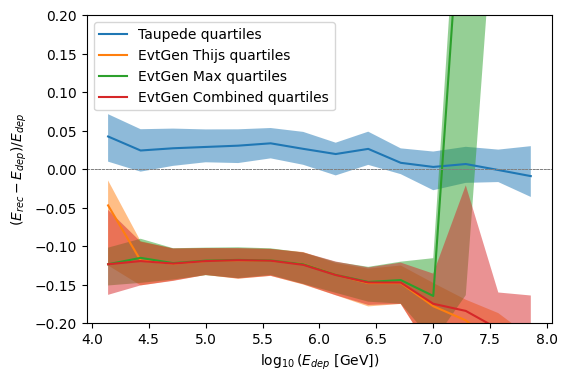 Taupede quartiles
EvtGen Thijs quartiles
EvtGen Max quartiles
EvtGen Combined quartiles
0.20
0.15
0.10
0.05
0.00
−0.05
−0.10
−0.15
−0.20
(E_rec − E_dep)/E_dep
4.0 4.5 5.0 5.5 6.0 6.5 7.0 7.5 8.0
log10 (E_dep [GeV])